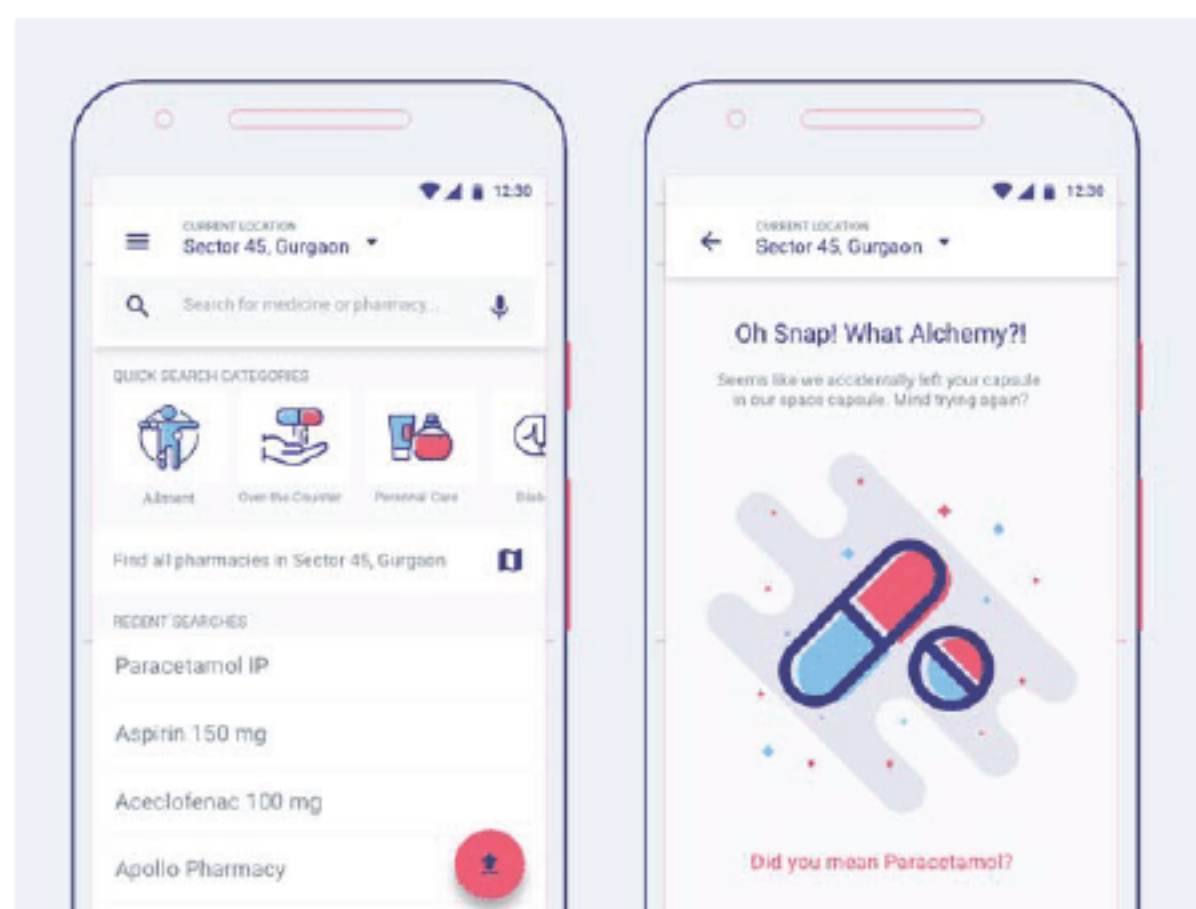 12:30
CURRENT LOCATION
Sector 45, Gurgaon
Search for medicine or pharmacy...
QUICK SEARCH CATEGORIES
Ailment
Over the Counter
Personal Care
Diab
Find all pharmacies in Sector 45, Gurgaon
RECENT SEARCHES
Paracetamol IP
Aspirin 150 mg
Aceclofenac 100 mg
Apollo Pharmacy
12:30
CURRENT LOCATION
Sector 45, Gurgaon
Oh Snap! What Alchemy?!
Seems like we accidentally left your capsule
in our space capsule. Mind trying again?
Did you mean Paracetamol?